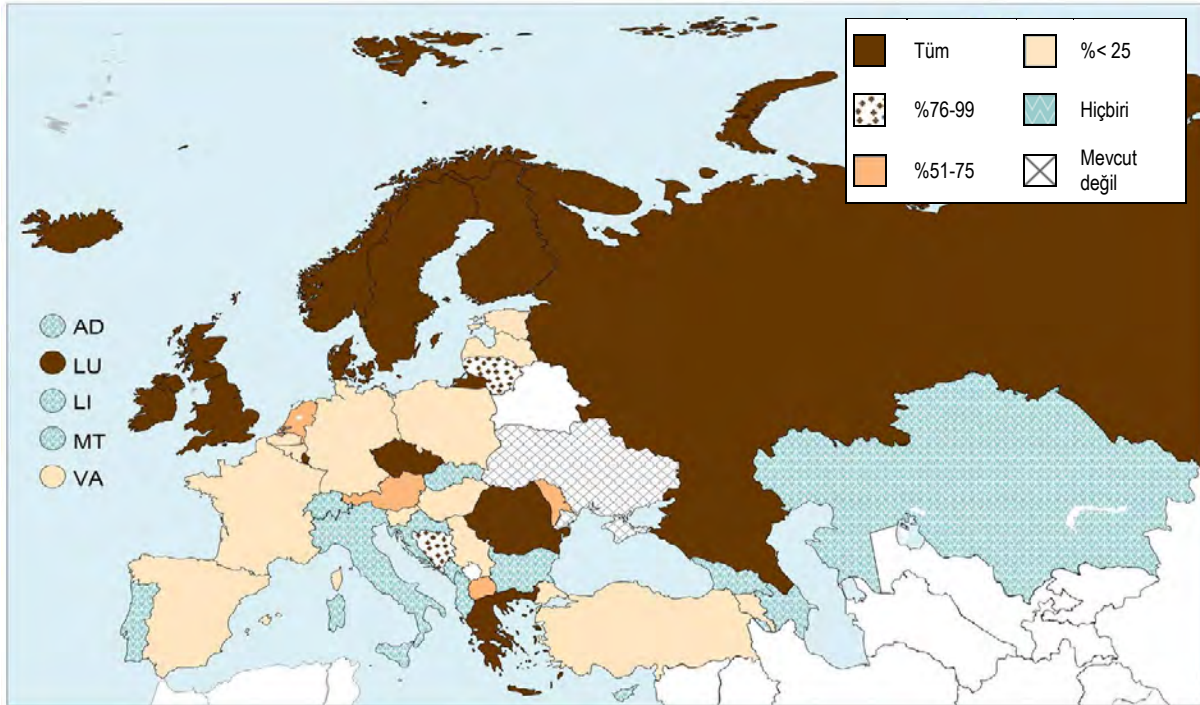 Tüm
%< 25
%76-99
Hiçbiri
%51-75
Mevcut
değil
AD
LU
LI
MT
VA